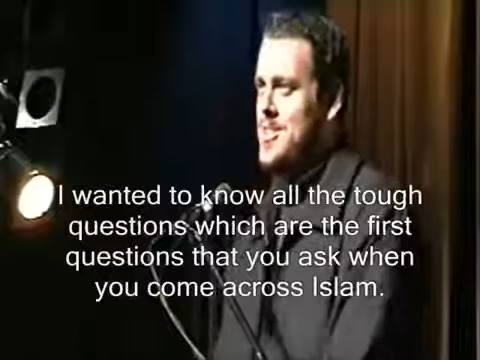 I wanted to know all the tough
questions which are the first
questions that you ask when
you come across Islam.